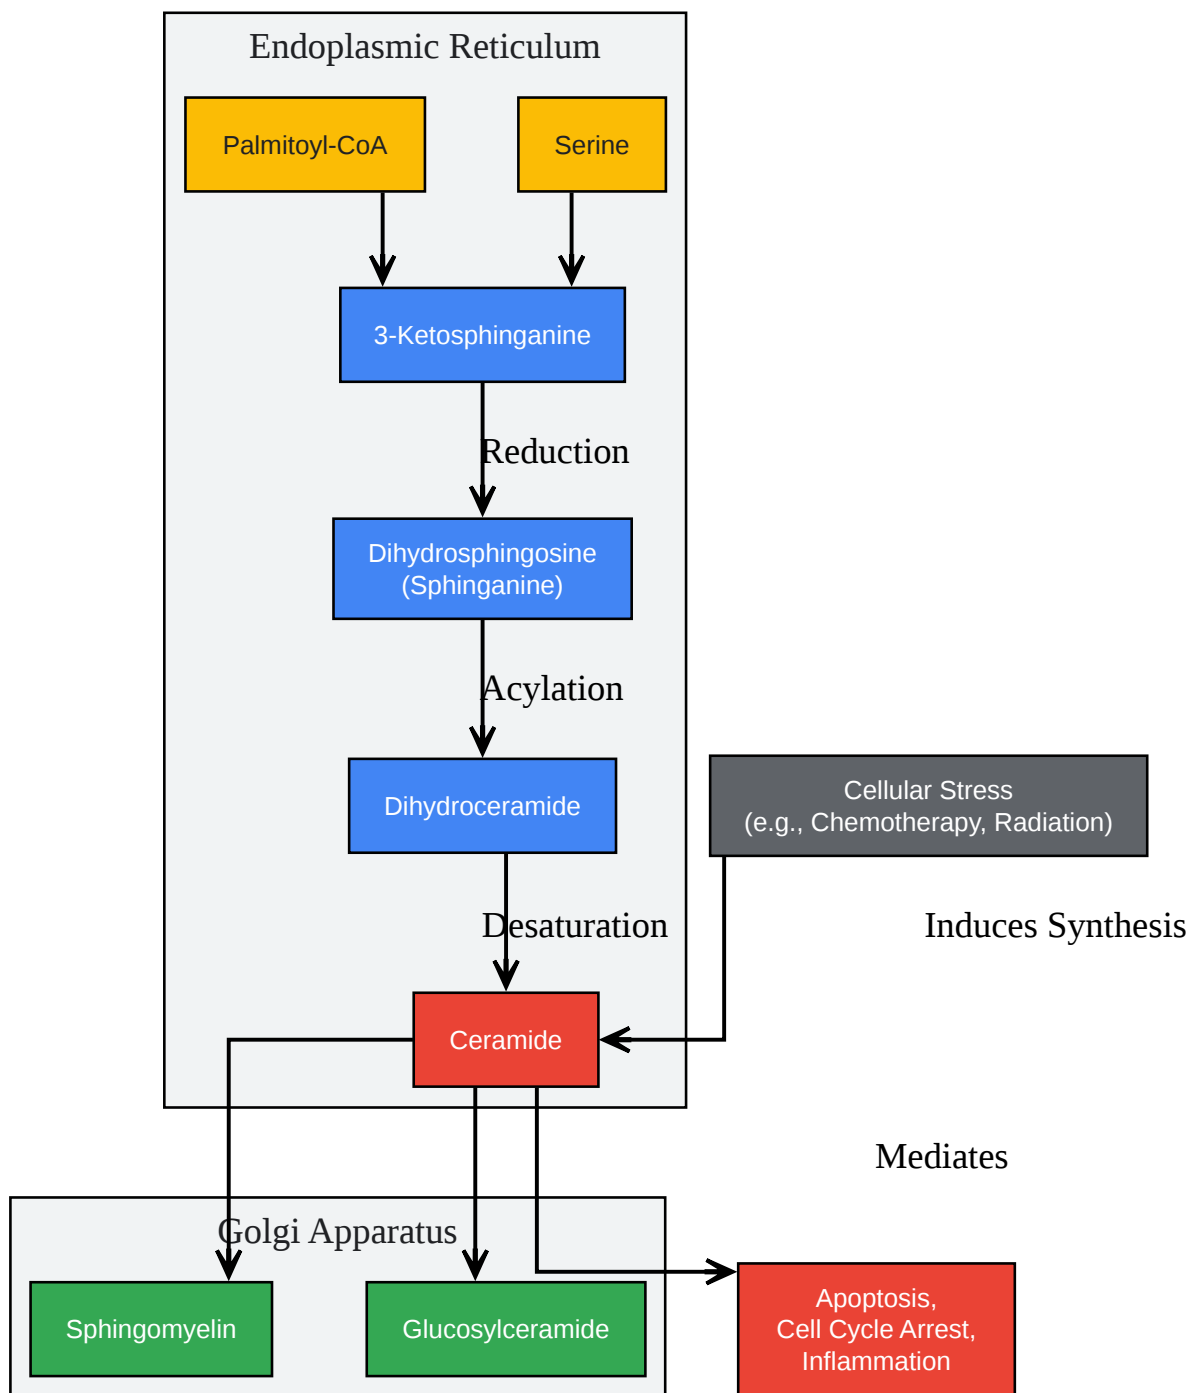 Endoplasmic Reticulum
Palmitoyl-CoA
Serine
3-Ketosphinganine
Reduction
Dihydrosphingosine
(Sphinganine)
Acylation
Dihydroceramide
Cellular Stress
(e.g., Chemotherapy, Radiation)
Desaturation
Induces Synthesis
Ceramide
Mediates
Golgi Apparatus
Sphingomyelin
Glucosylceramide
Apoptosis,
Cell Cycle Arrest,
Inflammation